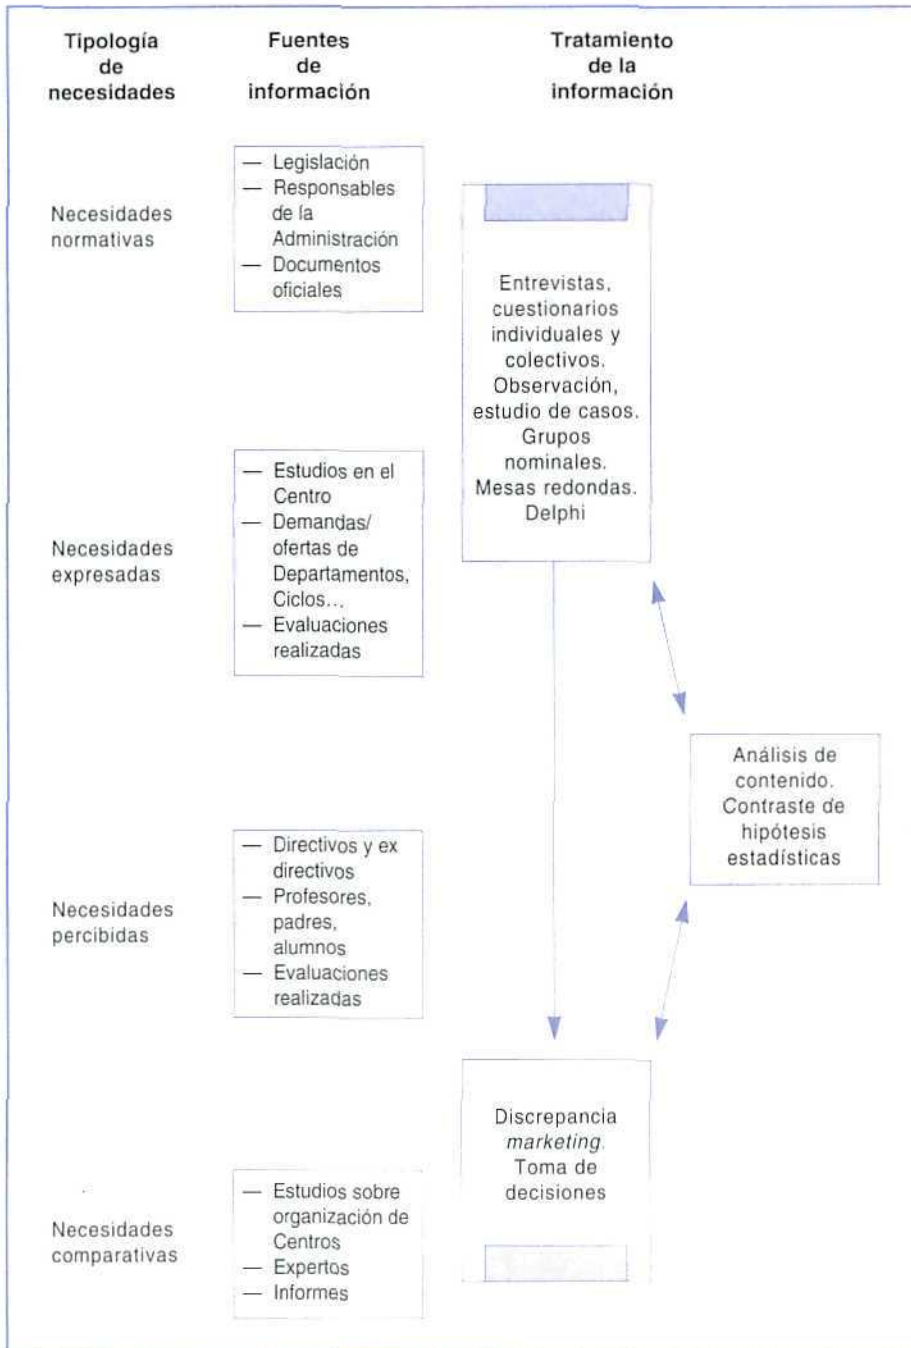 Tipología
de
necesidades
Fuentes
de
información
Tratamiento
de la
información
Necesidades
normativas
— Legislación
— Responsables
de la
Administración
— Documentos
oficiales
Entrevistas,
cuestionarios
individuales y
colectivos.
Observación,
estudio de casos.
Grupos
nominales.
Mesas redondas.
Delphi
Necesidades
expresadas
— Estudios en el
Centro
— Demandas/
ofertas de
Departamentos,
Ciclos...
— Evaluaciones
realizadas
Análisis de
contenido.
Contraste de
hipótesis
estadísticas
Necesidades
percibidas
— Directivos y ex
directivos
— Profesores,
padres,
alumnos
— Evaluaciones
realizadas
Discrepancia
marketing.
Toma de
decisiones
Necesidades
comparativas
— Estudios sobre
organización de
Centros
— Expertos
— Informes